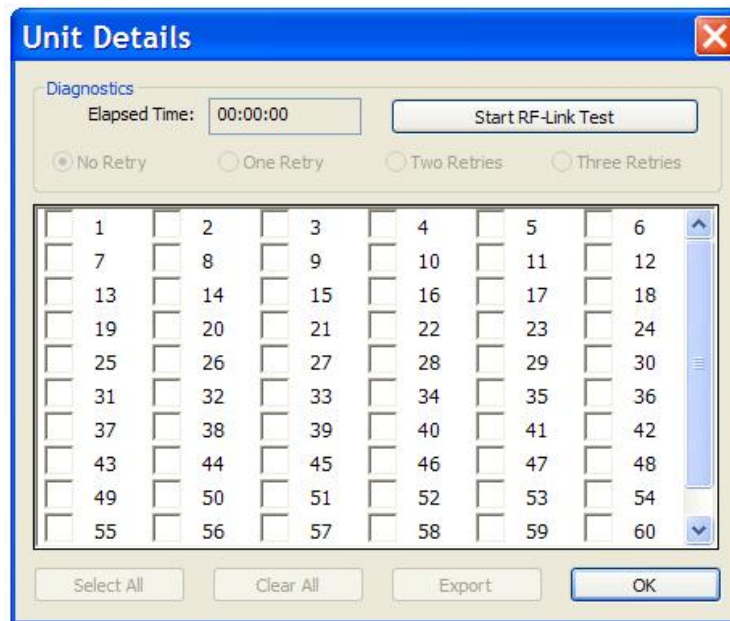 Unit Details
Diagnostics
Elapsed Time: 00:00:00 Start RF-Link Test
No Retry One Retry Two Retries Three Retries
1 2 3 4 5 6
7 8 9 10 11 12
13 14 15 16 17 18
19 20 21 22 23 24
25 26 27 28 29 30
31 32 33 34 35 36
37 38 39 40 41 42
43 44 45 46 47 48
49 50 51 52 53 54
55 56 57 58 59 60
Select All Clear All Export OK